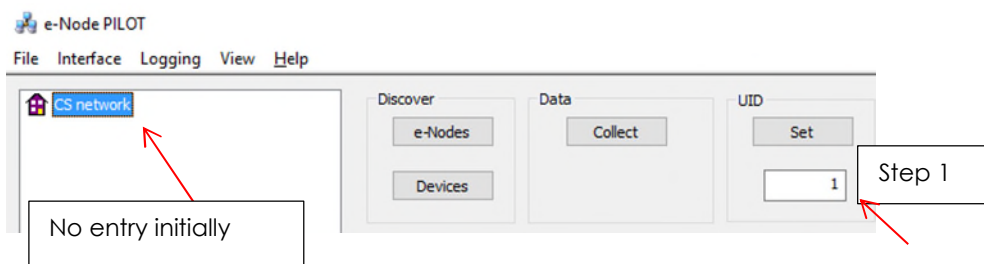 e-Node PILOT
File Interface Logging View Help
CS network
Discover
Data
UID
e-Nodes
Collect
Set
Devices
1
Step 1
No entry initially